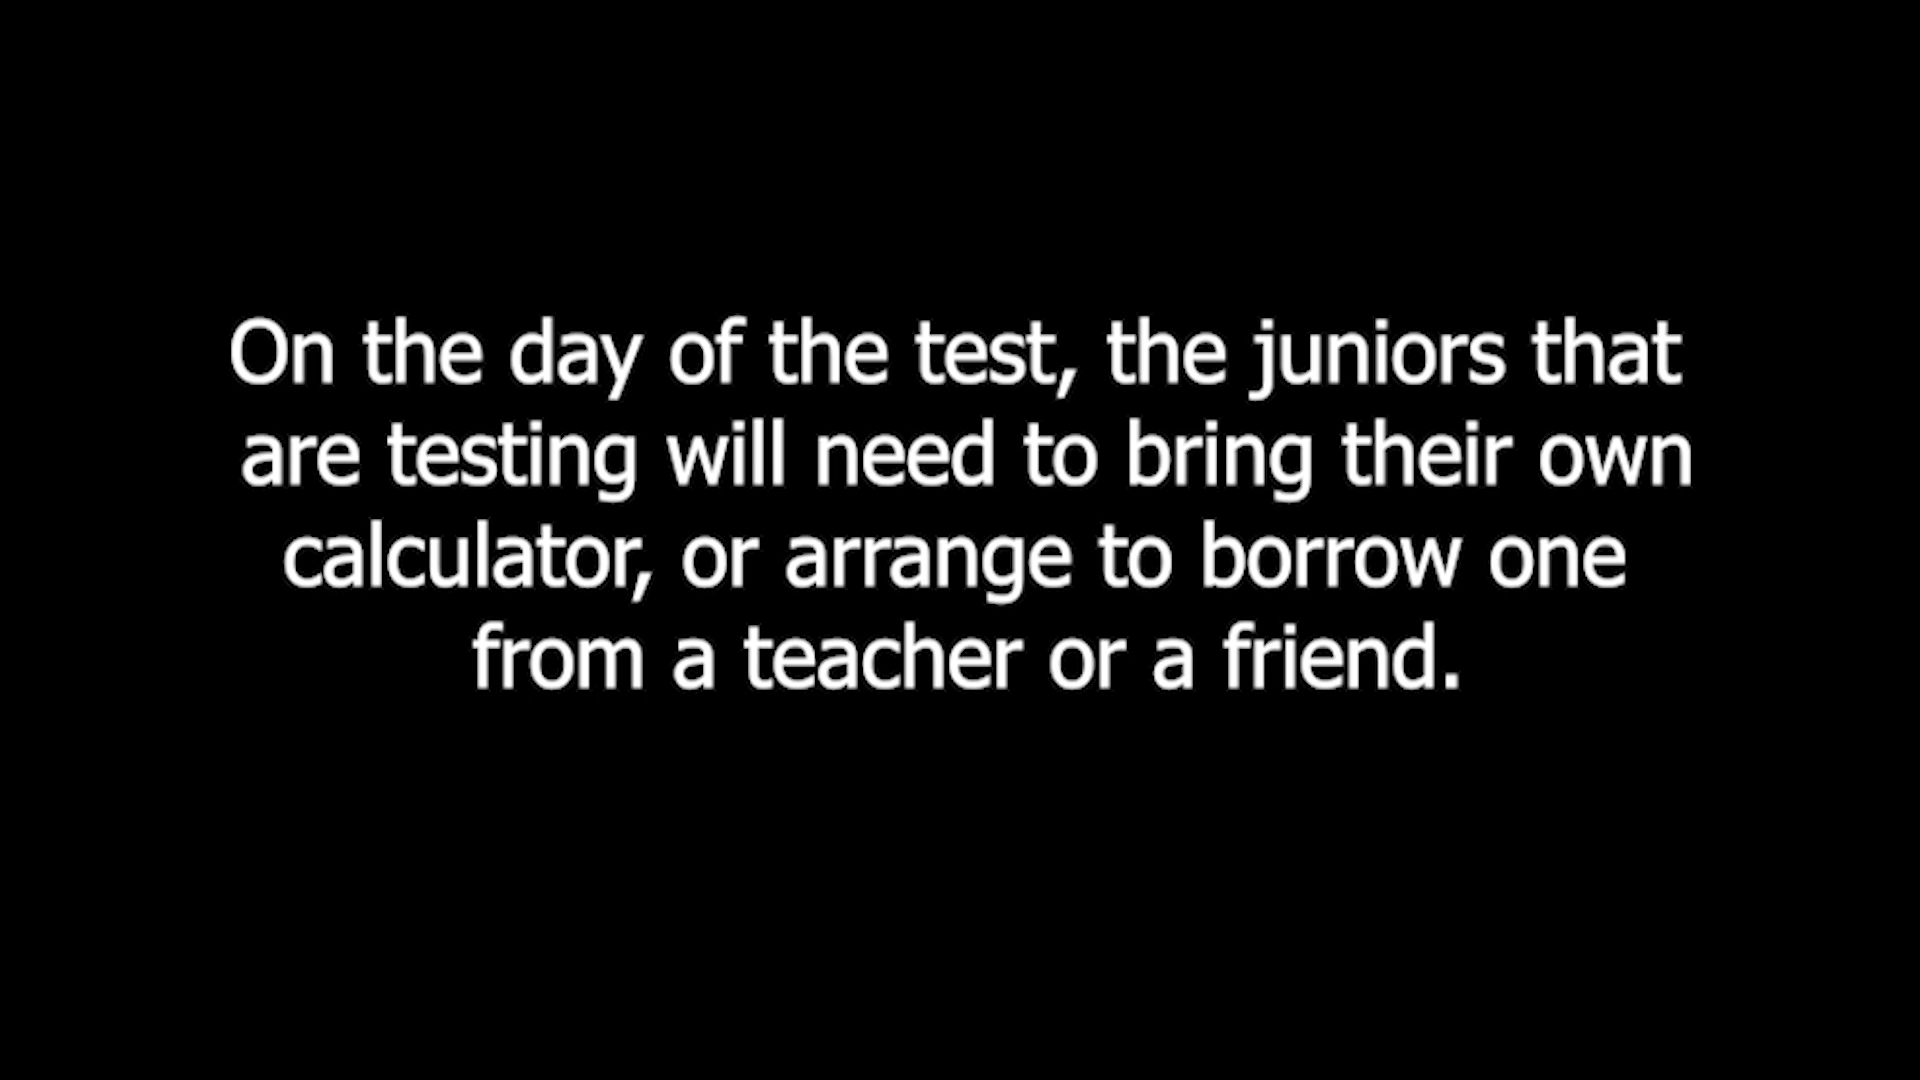 On the day of the test, the juniors that
are testing will need to bring their own
calculator, or arrange to borrow one
from a teacher or a friend.